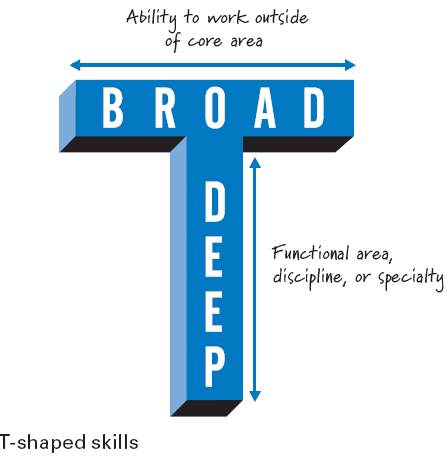 Ability to work outside
of core area
BROAD
DEEP
Functional area,
discipline, or specialty
T-shaped skills